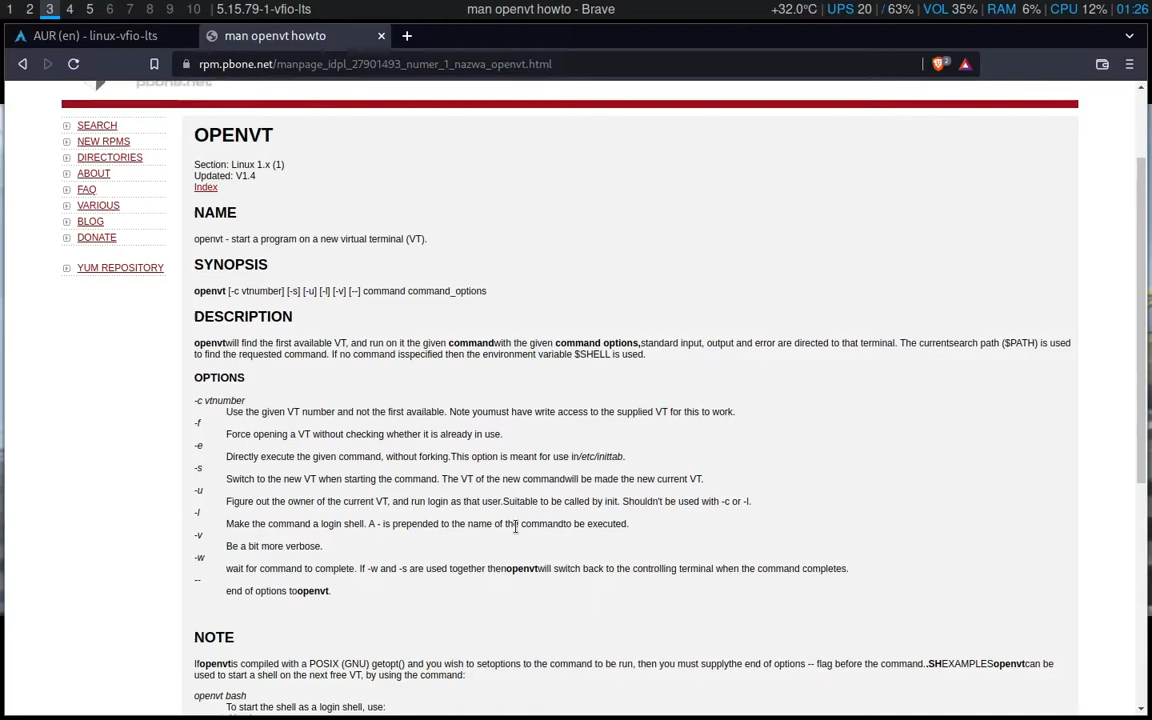 1 2 3 4 5 6 7 8 9 10 5.15.79-1-vfio-lts man openvt howto - Brave +32.0°C UPS 20 / 63% VOL 35% RAM 6% CPU 12% 01:26
AUR (en) - linux-vfio-lts man openvt howto
rpm.pbone.net/manpage_idpl_27901493_numer_1_nazwa_openvt.html 2
pbone.net
SEARCH
NEW RPMS
DIRECTORIES
ABOUT
FAQ
VARIOUS
BLOG
DONATE
YUM REPOSITORY
OPENVT
Section: Linux 1.x (1)
Updated: V1.4
Index
NAME
openvt - start a program on a new virtual terminal (VT).
SYNOPSIS
openvt [-c vtnumber] [-s] [-u] [-l] [-v] [--] command command_options
DESCRIPTION
openvtwill find the first available VT, and run on it the given commandwith the given command options,standard input, output and error are directed to that terminal. The currentsearch path ($PATH) is used
to find the requested command. If no command isspecified then the environment variable $SHELL is used.
OPTIONS
-c vtnumber
Use the given VT number and not the first available. Note youmust have write access to the supplied VT for this to work.
-f
Force opening a VT without checking whether it is already in use.
-e
Directly execute the given command, without forking.This option is meant for use in/etc/inittab.
-s
Switch to the new VT when starting the command. The VT of the new commandwill be made the new current VT.
-u
Figure out the owner of the current VT, and run login as that user.Suitable to be called by init. Shouldn't be used with -c or -l.
-l
Make the command a login shell. A - is prepended to the name of the commandto be executed.
-v
Be a bit more verbose.
-w
wait for command to complete. If -w and -s are used together thenopenvtwill switch back to the controlling terminal when the command completes.
--
end of options toopenvt.
NOTE
Ifopenvtis compiled with a POSIX (GNU) getopt() and you wish to setoptions to the command to be run, then you must supplythe end of options -- flag before the command..SHEXAMPLESopenvtcan be
used to start a shell on the next free VT, by using the command:
openvt bash
To start the shell as a login shell, use: